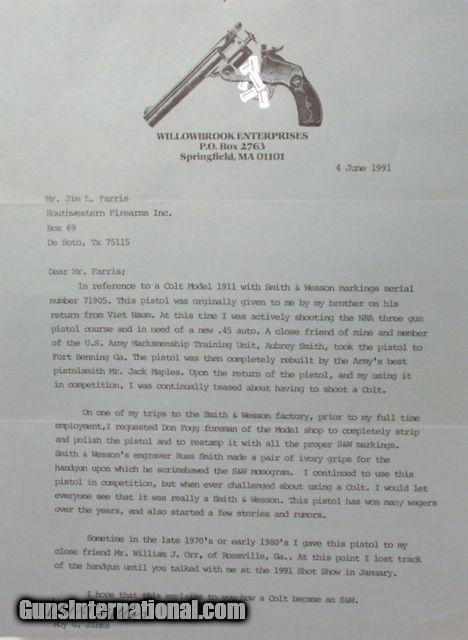 WILLOWBROOK ENTERPRISES
P.O. Box 2763
Springfield, MA 01101
4 June 1991
Mr. Jim L. Farris
Southwestern Firearms Inc.
Box 69
De Soto, Tx 75115
Dear Mr. Farris;
In reference to a Colt Model 1911 with Smith & Wesson markings serial
number 71905. This pistol was orginally given to me by my brother on his
return from Viet Naum. At this time I was actively shooting the NRA three gun
pistol course and in need of a new .45 auto. A close friend of mine and member
of the U.S. Army Marksmenship Training Unit, Aubrey Smith, took the pistol to
Fort Benning Ga. The pistol was then completely rebuilt by the Army's best
pistolsmith Mr. Jack Maples. Upon the return of the pistol, and my using it
in competition, I was continually teased about having to shoot a Colt.
On one of my trips to the Smith & Wesson factory, prior to my full time
employment,I requested Don Fogg foreman of the Model shop to completely strip
and polish the pistol and to restamp it with all the proper S&W markings.
Smith & Wesson's engraver Russ Smith made a pair of ivory grips for the
handgun upon which he scrimshawed the S&W monogram. I continued to use this
pistol in competition, but when ever challenged about using a Colt. I would let
everyone see that it was really a Smith & Wesson. This pistol has won many wagers
over the years, and also started a few stories and rumors.
Sometime in the late 1970's or early 1980's I gave this pistol to my
close friend Mr. William J. Orr, of Rossville, Ga.. At this point I lost track
of the handgun until you talked with me at the 1991 Shot Show in January.
I hope that this explains to you how a Colt became an S&W.
GunsInternational.com
Roy G. Jinks